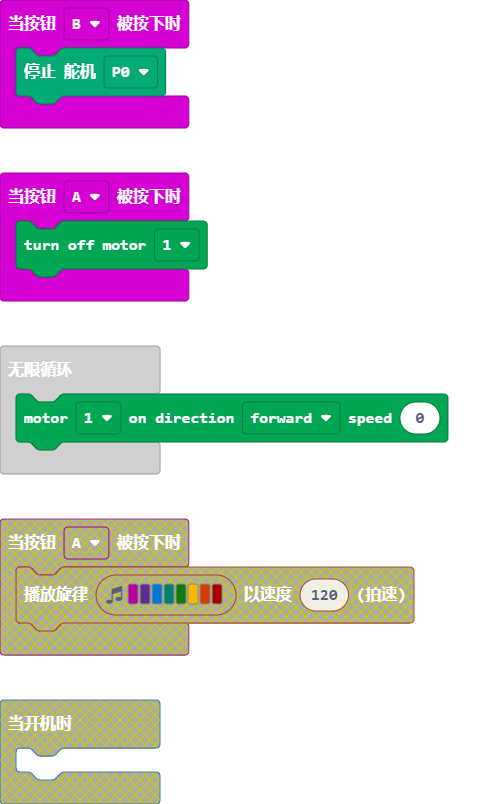 当按钮 B 被按下时
停止 舵机 P0
当按钮 A 被按下时
turn off motor 1
无限循环
motor 1 on direction forward speed 0
当按钮 A 被按下时
播放旋律 以速度 120 (拍速)
当开机时